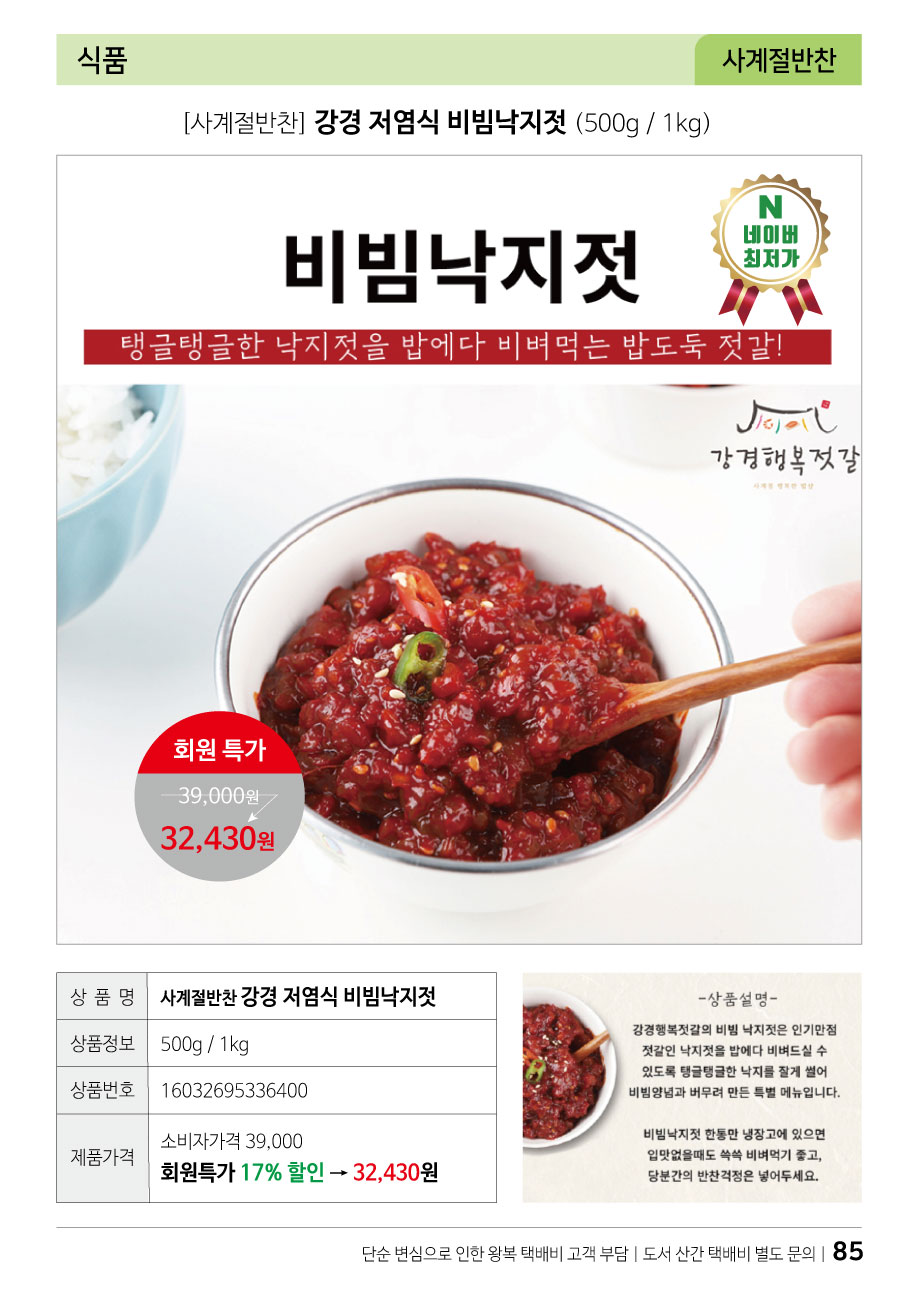 식품
사계절반찬
[사계절반찬] 강경 저염식 비빔낙지젓 (500g / 1kg)
N
네이버
최저가
비빔낙지젓
탱글탱글한 낙지젓을 밥에다 비벼먹는 밥도둑 젓갈!
강경행복젓갈
사계절 행복한 밥상
회원 특가
39,000원
32,430원
상 품 명 사계절반찬 강경 저염식 비빔낙지젓
상품정보 500g / 1kg
상품번호 16032695336400
제품가격 소비자가격 39,000
회원특가 17% 할인 → 32,430원
-상품설명-
강경행복젓갈의 비빔 낙지젓은 인기만점
젓갈인 낙지젓을 밥에다 비벼드실 수
있도록 탱글탱글한 낙지를 잘게 썰어
비빔양념과 버무려 만든 특별 메뉴입니다.
비빔낙지젓 한통만 냉장고에 있으면
입맛없을때도 쓱쓱 비벼먹기 좋고,
당분간의 반찬걱정은 넣어두세요.
단순 변심으로 인한 왕복 택배비 고객 부담 | 도서 산간 택배비 별도 문의 | 85